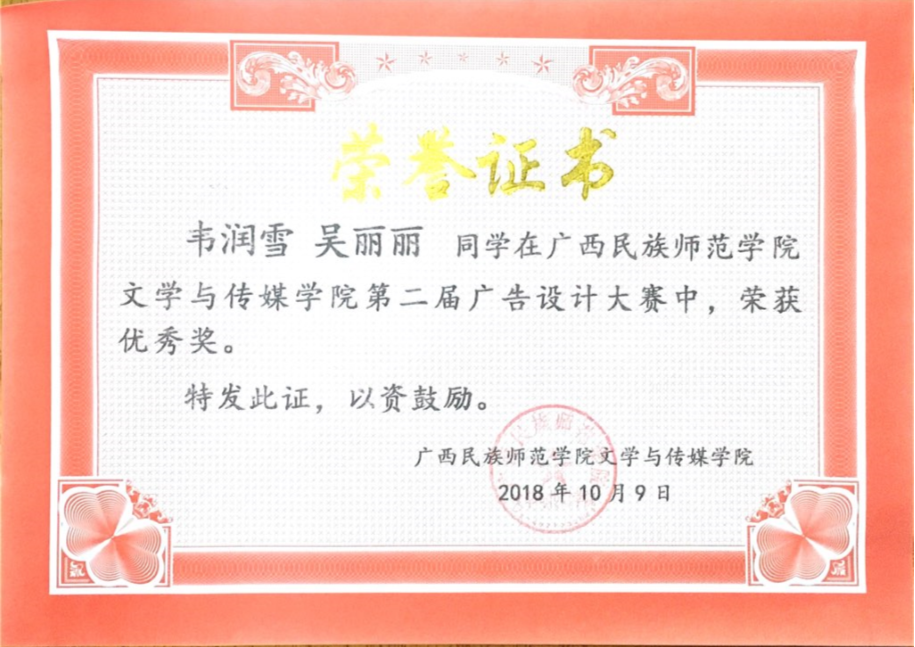 荣誉证书
韦润雪 吴丽丽 同学在广西民族师范学院
文学与传媒学院第二届广告设计大赛中，荣获
优秀奖。
特发此证，以资鼓励。
广西民族师范学院文学与传媒学院
2018年10月9日